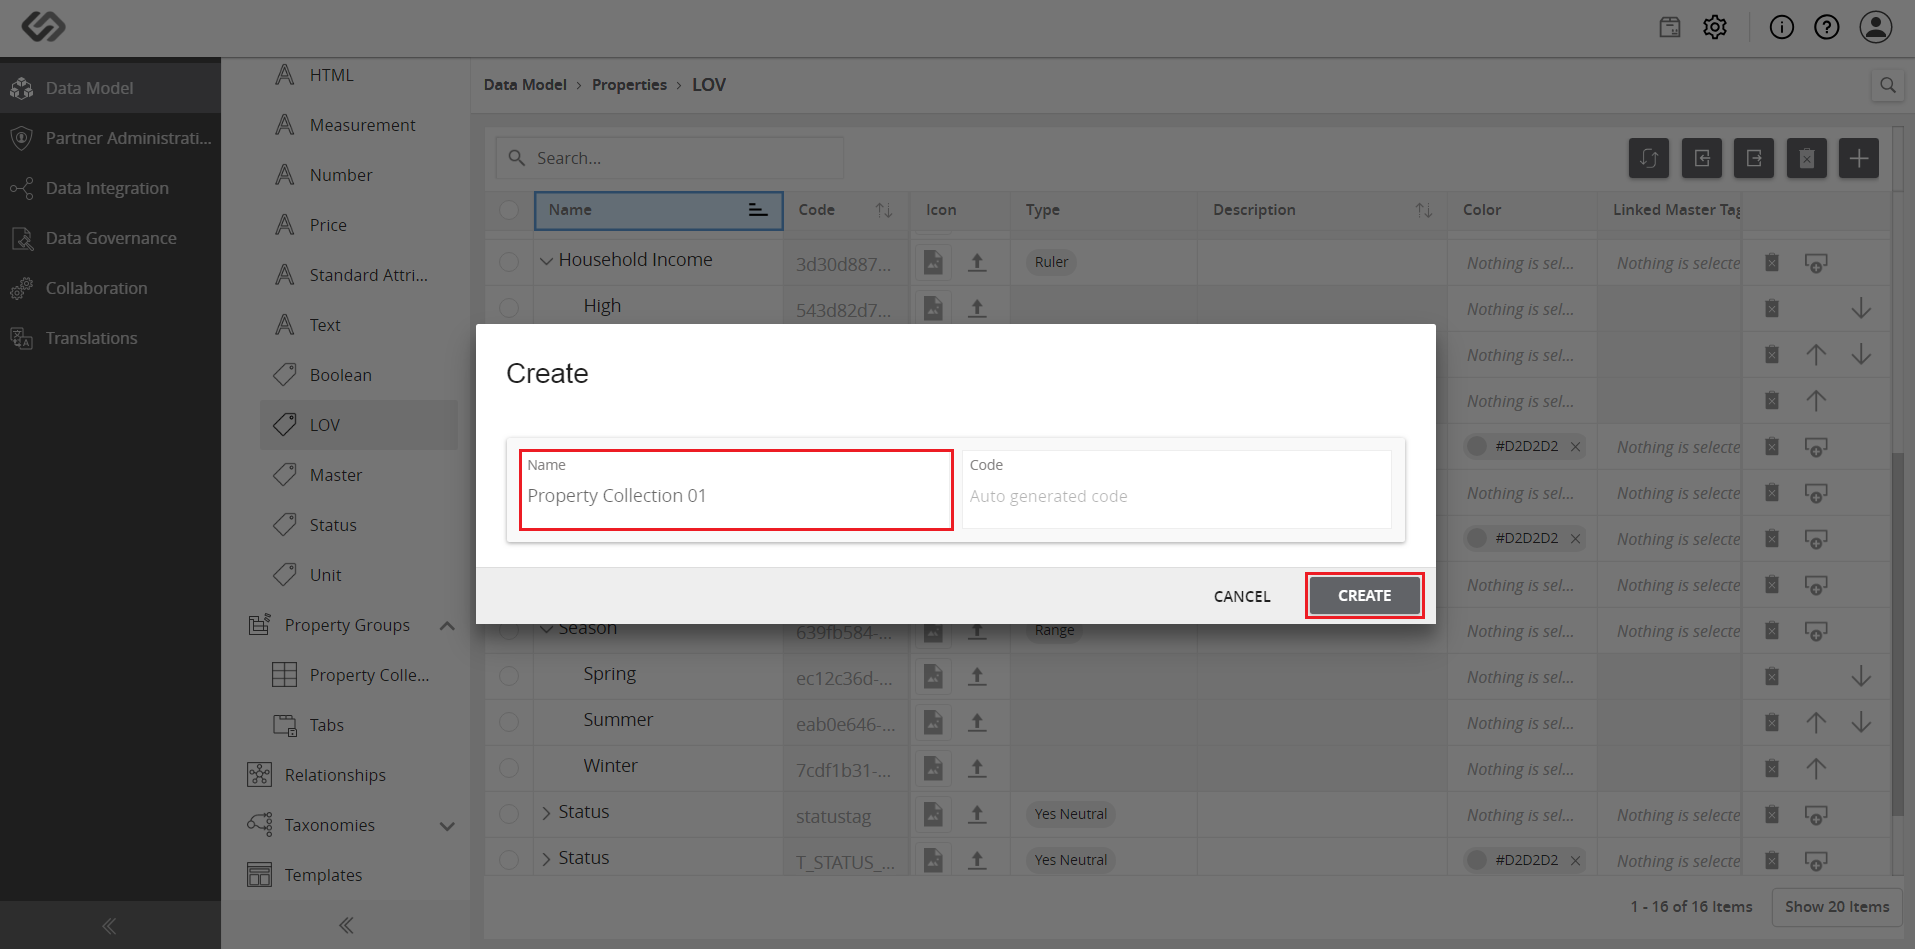 Data Model
Partner Administrati...
Data Integration
Data Governance
Collaboration
Translations
HTML
Measurement
Number
Price
Standard Attri...
Text
Boolean
LOV
Master
Status
Unit
Property Groups
Property Colle...
Tabs
Relationships
Taxonomies
Templates
Data Model > Properties > LOV
Search...
Name Code Icon Type Description Color Linked Master Tag
Household Income 3d30d887... Ruler Nothing is sel... Nothing is selecte
High 543d82d7... Nothing is sel...
Nothing is sel...
Nothing is sel...
#D2D2D2 Nothing is selecte
Nothing is sel... Nothing is selecte
#D2D2D2 Nothing is selecte
Nothing is sel... Nothing is selecte
Create
Name
Property Collection 01
Code
Auto generated code
CANCEL CREATE
Season 639fb584-... Range Nothing is sel... Nothing is selecte
Spring ec12c36d-... Nothing is sel...
Summer eab0e646-... Nothing is sel...
Winter 7cdf1b31-... Nothing is sel...
Status statustag Yes Neutral Nothing is sel... Nothing is selecte
Status T_STATUS_... Yes Neutral #D2D2D2 Nothing is selecte
1 - 16 of 16 Items Show 20 Items